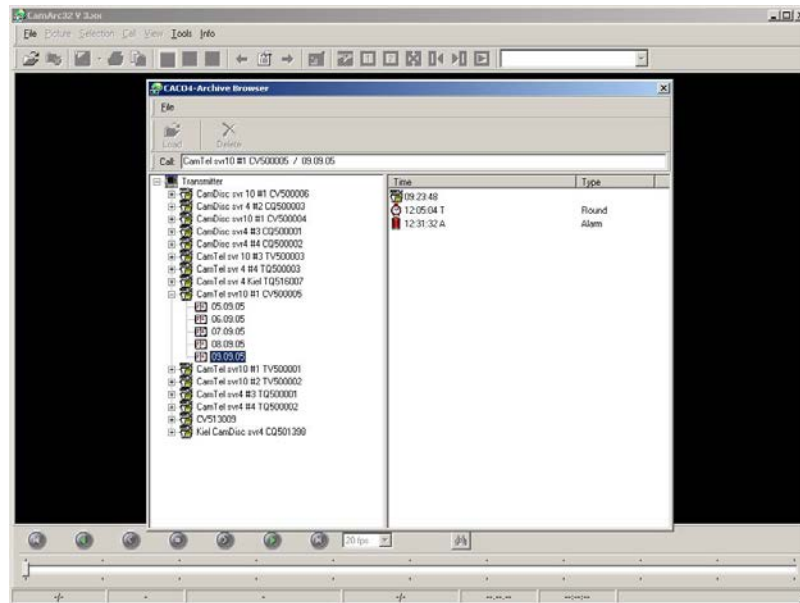 CamArc32 V 3.xx
File Picture Selection Call View Tools Info
CACO4-Archive Browser
File
Load Delete
Call: CamTel svr10 #1 CV500005 / 09.09.05
Transmitter
CamDisc svr 10 #1 CV500006
CamDisc svr 4 #2 CQ500003
CamDisc svr10 #1 CV500004
CamDisc svr4 #3 CQ500001
CamDisc svr4 #4 CQ500002
CamTel svr 10 #3 TV500003
CamTel svr 4 #4 TQ500003
CamTel svr 4 Kiel TQ516007
CamTel svr10 #1 CV500005
05.09.05
06.09.05
07.09.05
08.09.05
09.09.05
CamTel svr10 #1 TV500001
CamTel svr10 #2 TV500002
CamTel svr4 #3 TQ500001
CamTel svr4 #4 TQ500002
CV513009
Kiel CamDisc svr4 CQ501398
Time Type
09:23:48
12:05:04 T Round
12:31:32 A Alarm
20 fps
-/- - - -/- --.--.-- --:--:--